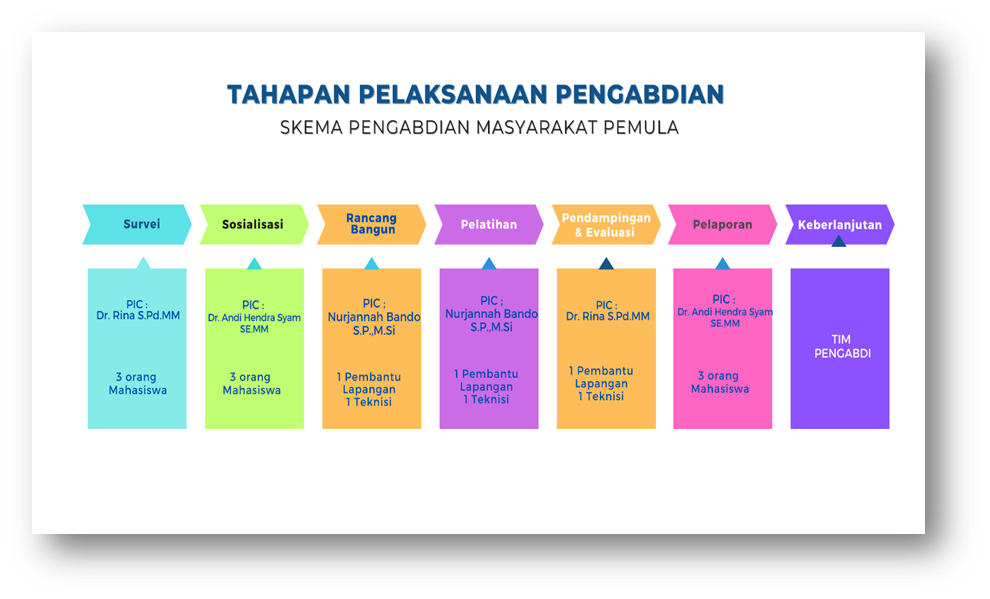 TAHAPAN PELAKSANAAN PENGABDIAN
SKEMA PENGABDIAN MASYARAKAT PEMULA
Survei
Sosialisasi
Rancang
Bangun
Pelatihan
Pendampingan
& Evaluasi
Pelaporan
Keberlanjutan
PIC :
Dr. Rina S.Pd.MM
3 orang
Mahasiswa
PIC :
Dr. Andi Hendra Syam
SE.MM
3 orang
Mahasiswa
PIC ;
Nurjannah Bando
S.P.,M.Si
1 Pembantu
Lapangan
1 Teknisi
PIC ;
Nurjannah Bando
S.P.,M.Si
1 Pembantu
Lapangan
1 Teknisi
PIC :
Dr. Rina S.Pd.MM
1 Pembantu
Lapangan
1 Teknisi
PIC :
Dr. Andi Hendra Syam
SE.MM
3 orang
Mahasiswa
TIM
PENGABDI